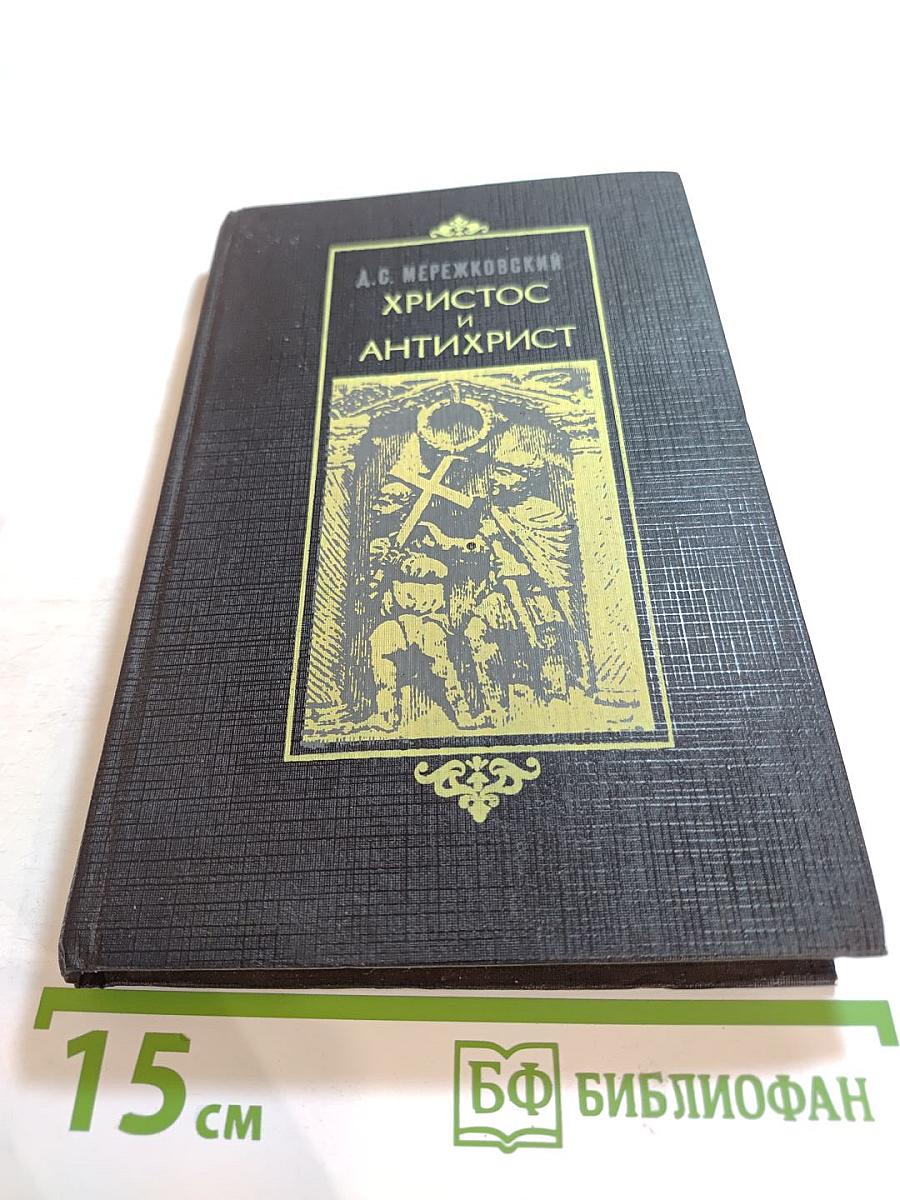 Д.С. МЕРЕЖКОВСКИЙ
ХРИСТОС
И
АНТИХРИСТ
15 см
БФ БИБЛИОФАН